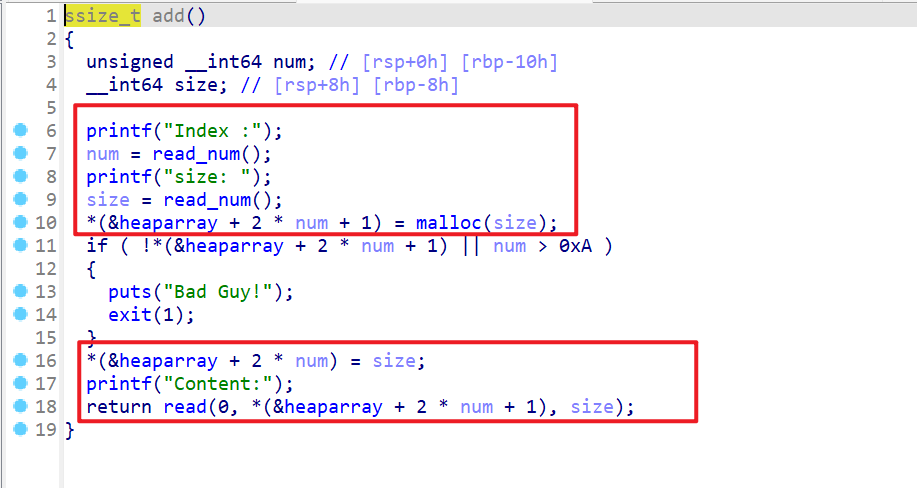 1 ssize_t add()
2 {
3 unsigned __int64 num; // [rsp+0h] [rbp-10h]
4 __int64 size; // [rsp+8h] [rbp-8h]
5
6 printf("Index :");
7 num = read_num();
8 printf("size: ");
9 size = read_num();
10 *(&heaparray + 2 * num + 1) = malloc(size);
11 if ( !*(&heaparray + 2 * num + 1) || num > 0xA )
12 {
13 puts("Bad Guy!");
14 exit(1);
15 }
16 *(&heaparray + 2 * num) = size;
17 printf("Content:");
18 return read(0, *(&heaparray + 2 * num + 1), size);
19 }